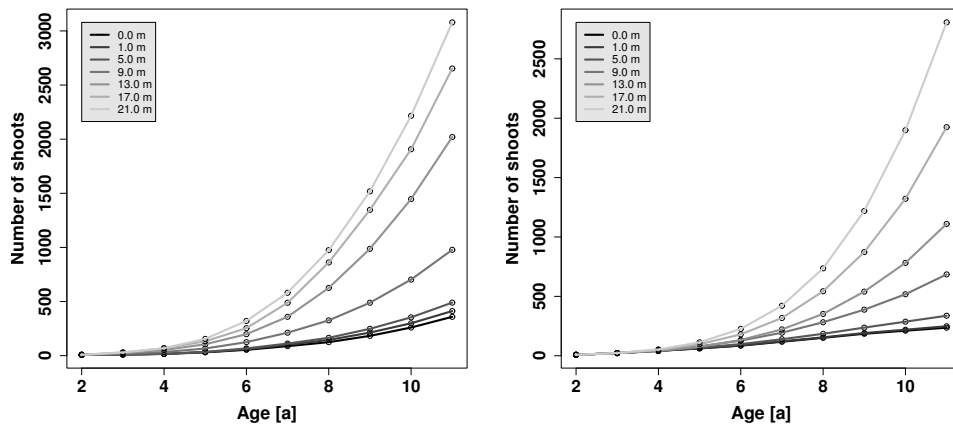 0.0 m
1.0 m
5.0 m
9.0 m
13.0 m
17.0 m
21.0 m
Number of shoots
0 500 1000 1500 2000 2500 3000
2 4 6 8 10
Age [a]
0.0 m
1.0 m
5.0 m
9.0 m
13.0 m
17.0 m
21.0 m
Number of shoots
0 500 1000 1500 2000 2500
2 4 6 8 10
Age [a]